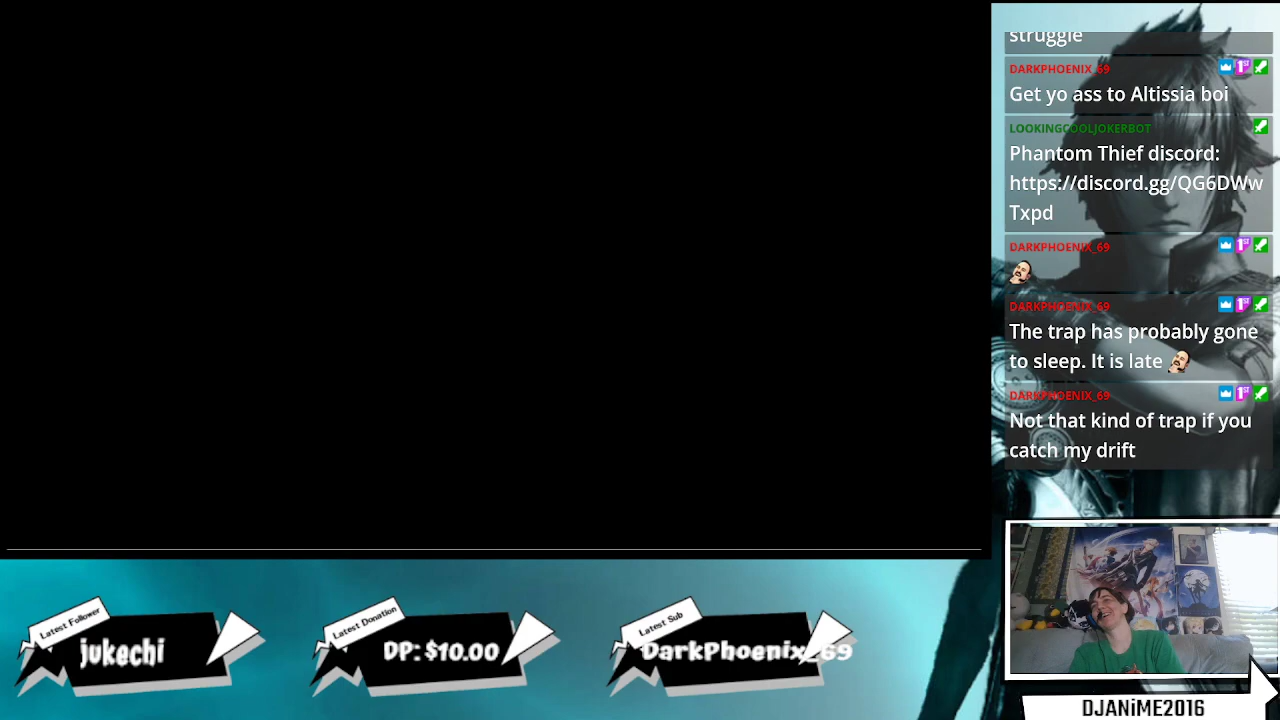 struggle
DARKPHOENIX_69
Get yo ass to Altissia boi
LOOKINGCOOLJOKERBOT
Phantom Thief discord:
https://discord.gg/QG6DWw
Txpd
DARKPHOENIX_69
DARKPHOENIX_69
The trap has probably gone
to sleep. It is late
DARKPHOENIX_69
Not that kind of trap if you
catch my drift
Latest Follower
jukechi
Latest Donation
DP: $10.00
Latest Sub
DarkPhoenix_69
DJANiME2016